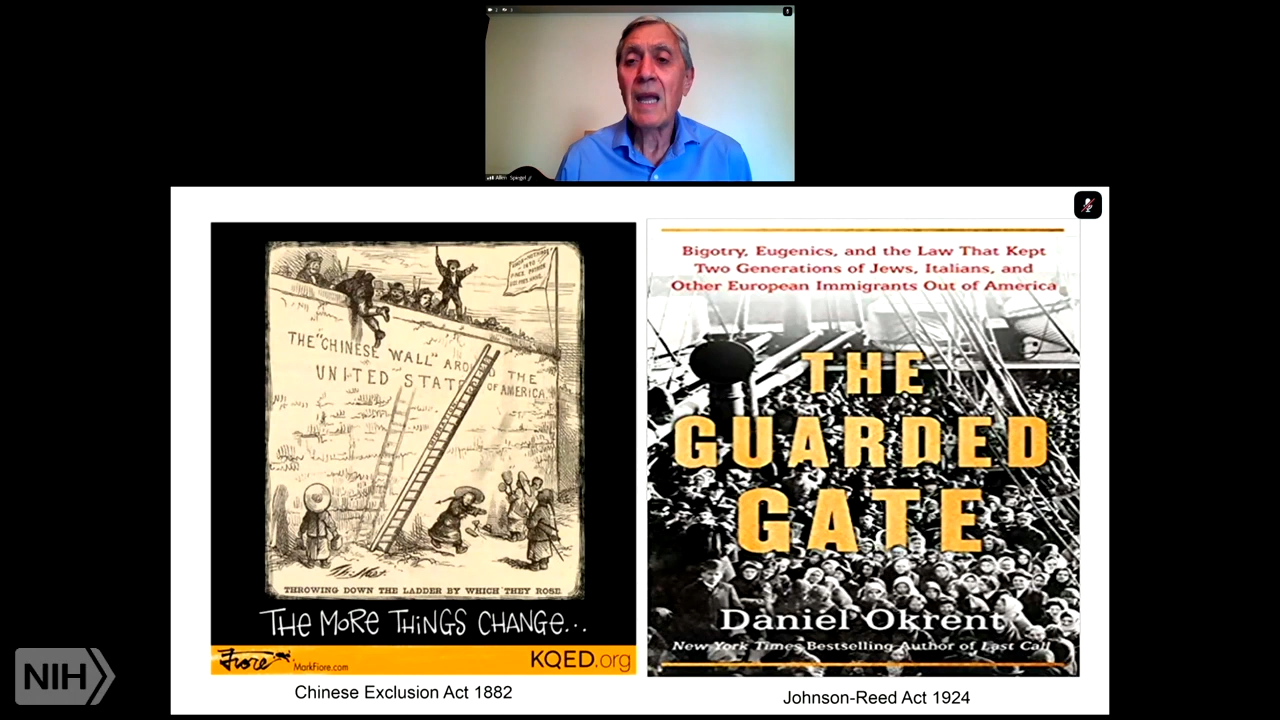 Allen Spiegel
THE "CHINESE WALL" AROUND THE
UNITED STATES OF AMERICA
THROWING DOWN THE LADDER BY WHICH THEY ROSE
THE MORE THINGS CHANGE...
Fiore
MarkFiore.com
KQED.org
Chinese Exclusion Act 1882
Bigotry, Eugenics, and the Law That Kept
Two Generations of Jews, Italians, and
Other European Immigrants Out of America
THE
GUARDED
GATE
Daniel Okrent
New York Times Bestselling Author of Last Call
Johnson-Reed Act 1924
NIH